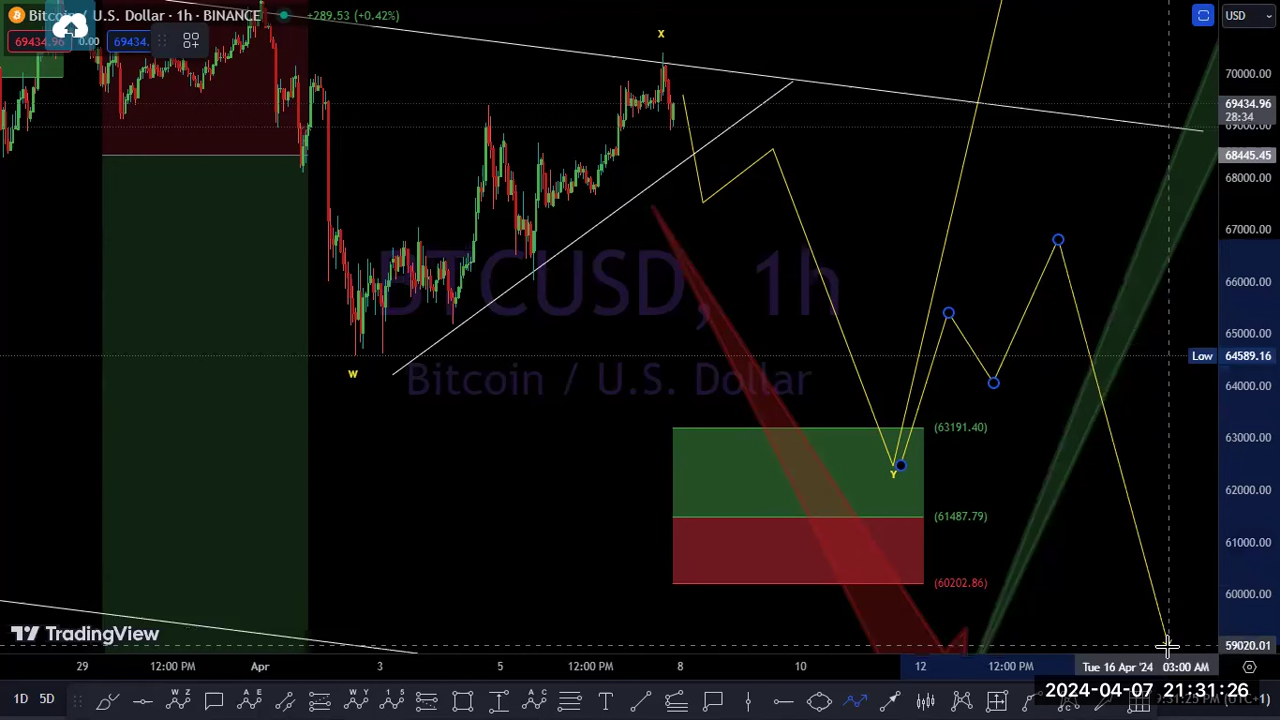 Bitcoin / U.S. Dollar · 1h · BINANCE
+289.53 (+0.42%)
USD
69434.96
0.00
69434.
X
70000.00
69434.96
28:34
69000.00
68445.45
68000.00
67000.00
BTCUSD, 1h
66000.00
65000.00
Low 64589.16
W
Bitcoin / U.S. Dollar
64000.00
(63191.40)
63000.00
Y
62000.00
(61487.79)
61000.00
(60202.86)
60000.00
TradingView
59020.01
29
12:00 PM
Apr
3
5
12:00 PM
8
10
12
12:00 PM
Tue 16 Apr '24 03:00 AM
2024-04-07 21:31:26
1D
5D